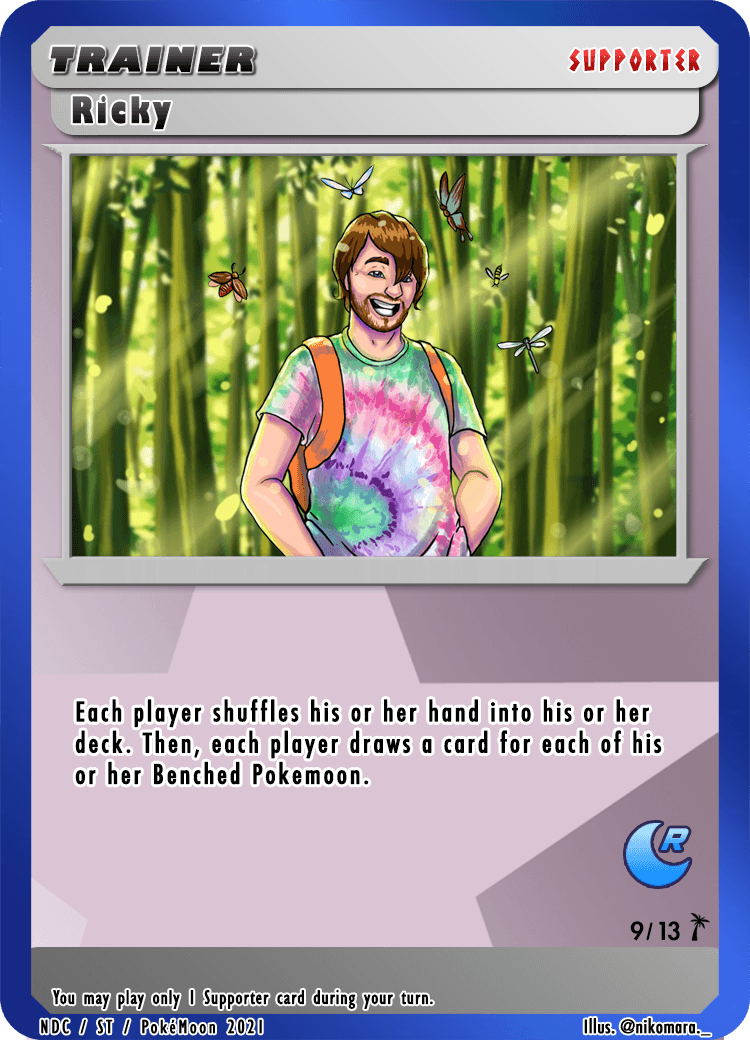 TRAINER
SUPPORTER
Ricky
Each player shuffles his or her hand into his or her
deck. Then, each player draws a card for each of his
or her Benched Pokemoon.
R
9/13
You may play only 1 Supporter card during your turn.
NDC / ST / PokéMoon 2021
Illus. @nikomara._